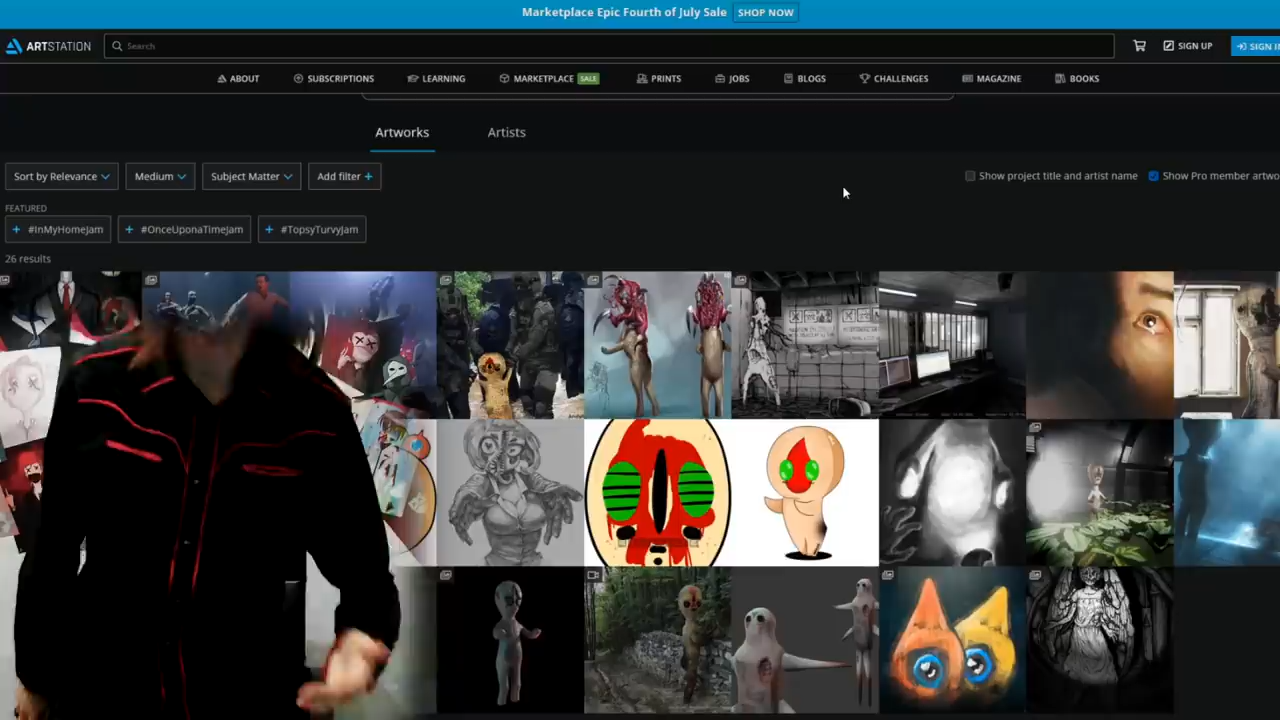 Marketplace Epic Fourth of July Sale SHOP NOW
ARTSTATION Search SIGN UP SIGN IN
ABOUT SUBSCRIPTIONS LEARNING MARKETPLACE SALE PRINTS JOBS BLOGS CHALLENGES MAGAZINE BOOKS
Artworks Artists
Sort by Relevance Medium Subject Matter Add filter + Show project title and artist name Show Pro member artwo
FEATURED
+ #InMyHomeJam + #OnceUponaTimeJam + #TopsyTurvyJam
26 results